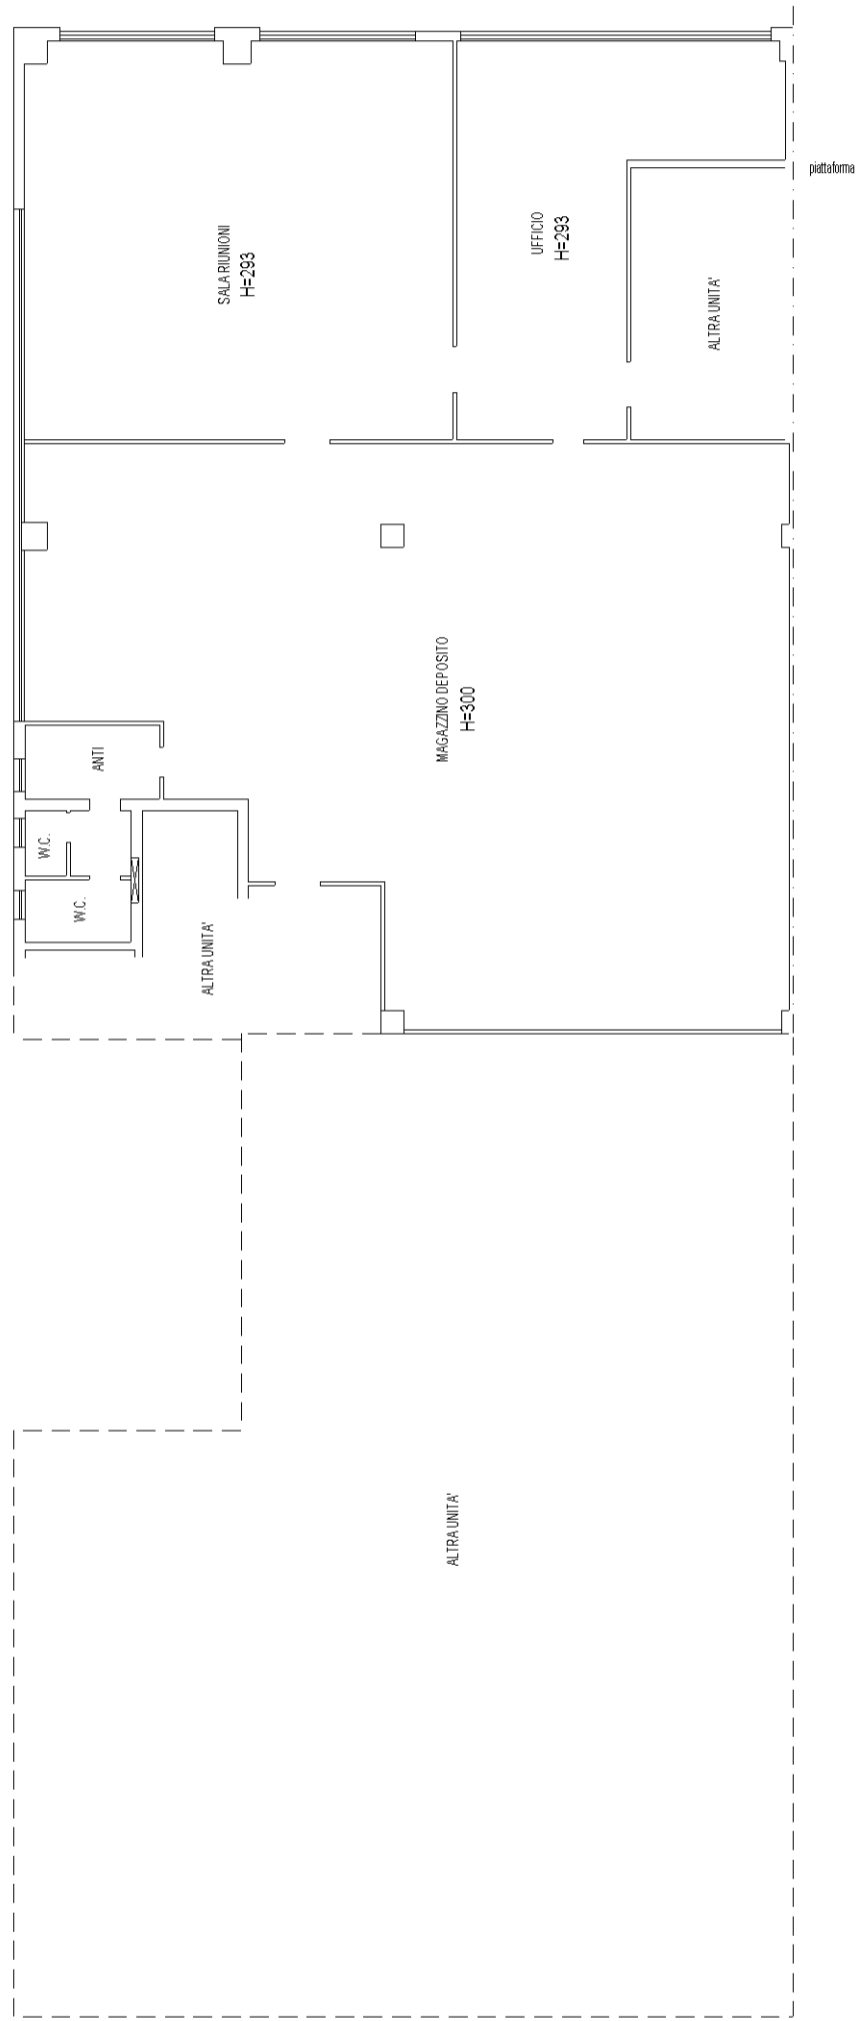 piattaforma
SALA RIUNIONI
H=293
UFFICIO
H=293
ALTRA UNITA'
MAGAZZINO DEPOSITO
H=300
ANTI
W.C.
W.C.
ALTRA UNITA'
ALTRA UNITA'